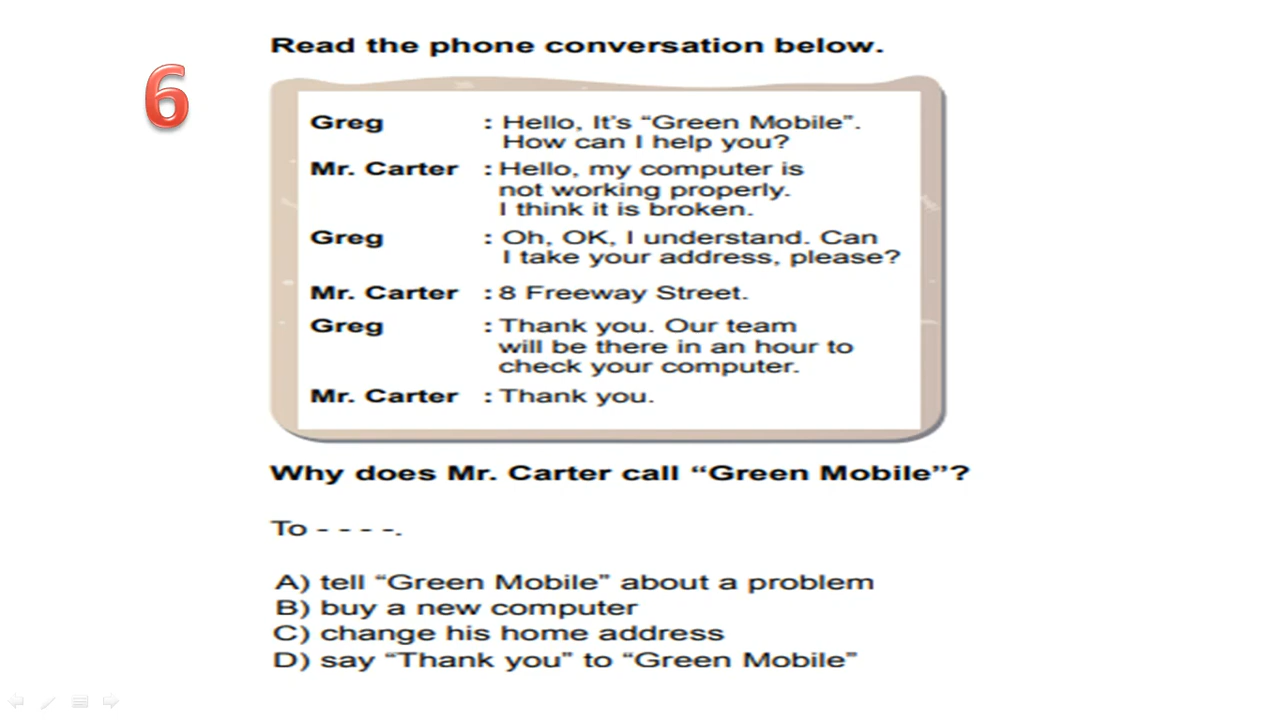 Read the phone conversation below.
6
Greg : Hello, It's “Green Mobile”.
How can I help you?
Mr. Carter : Hello, my computer is
not working properly.
I think it is broken.
Greg : Oh, OK, I understand. Can
I take your address, please?
Mr. Carter : 8 Freeway Street.
Greg : Thank you. Our team
will be there in an hour to
check your computer.
Mr. Carter : Thank you.
Why does Mr. Carter call “Green Mobile”?
To - - - -.
A) tell “Green Mobile” about a problem
B) buy a new computer
C) change his home address
D) say “Thank you” to “Green Mobile”